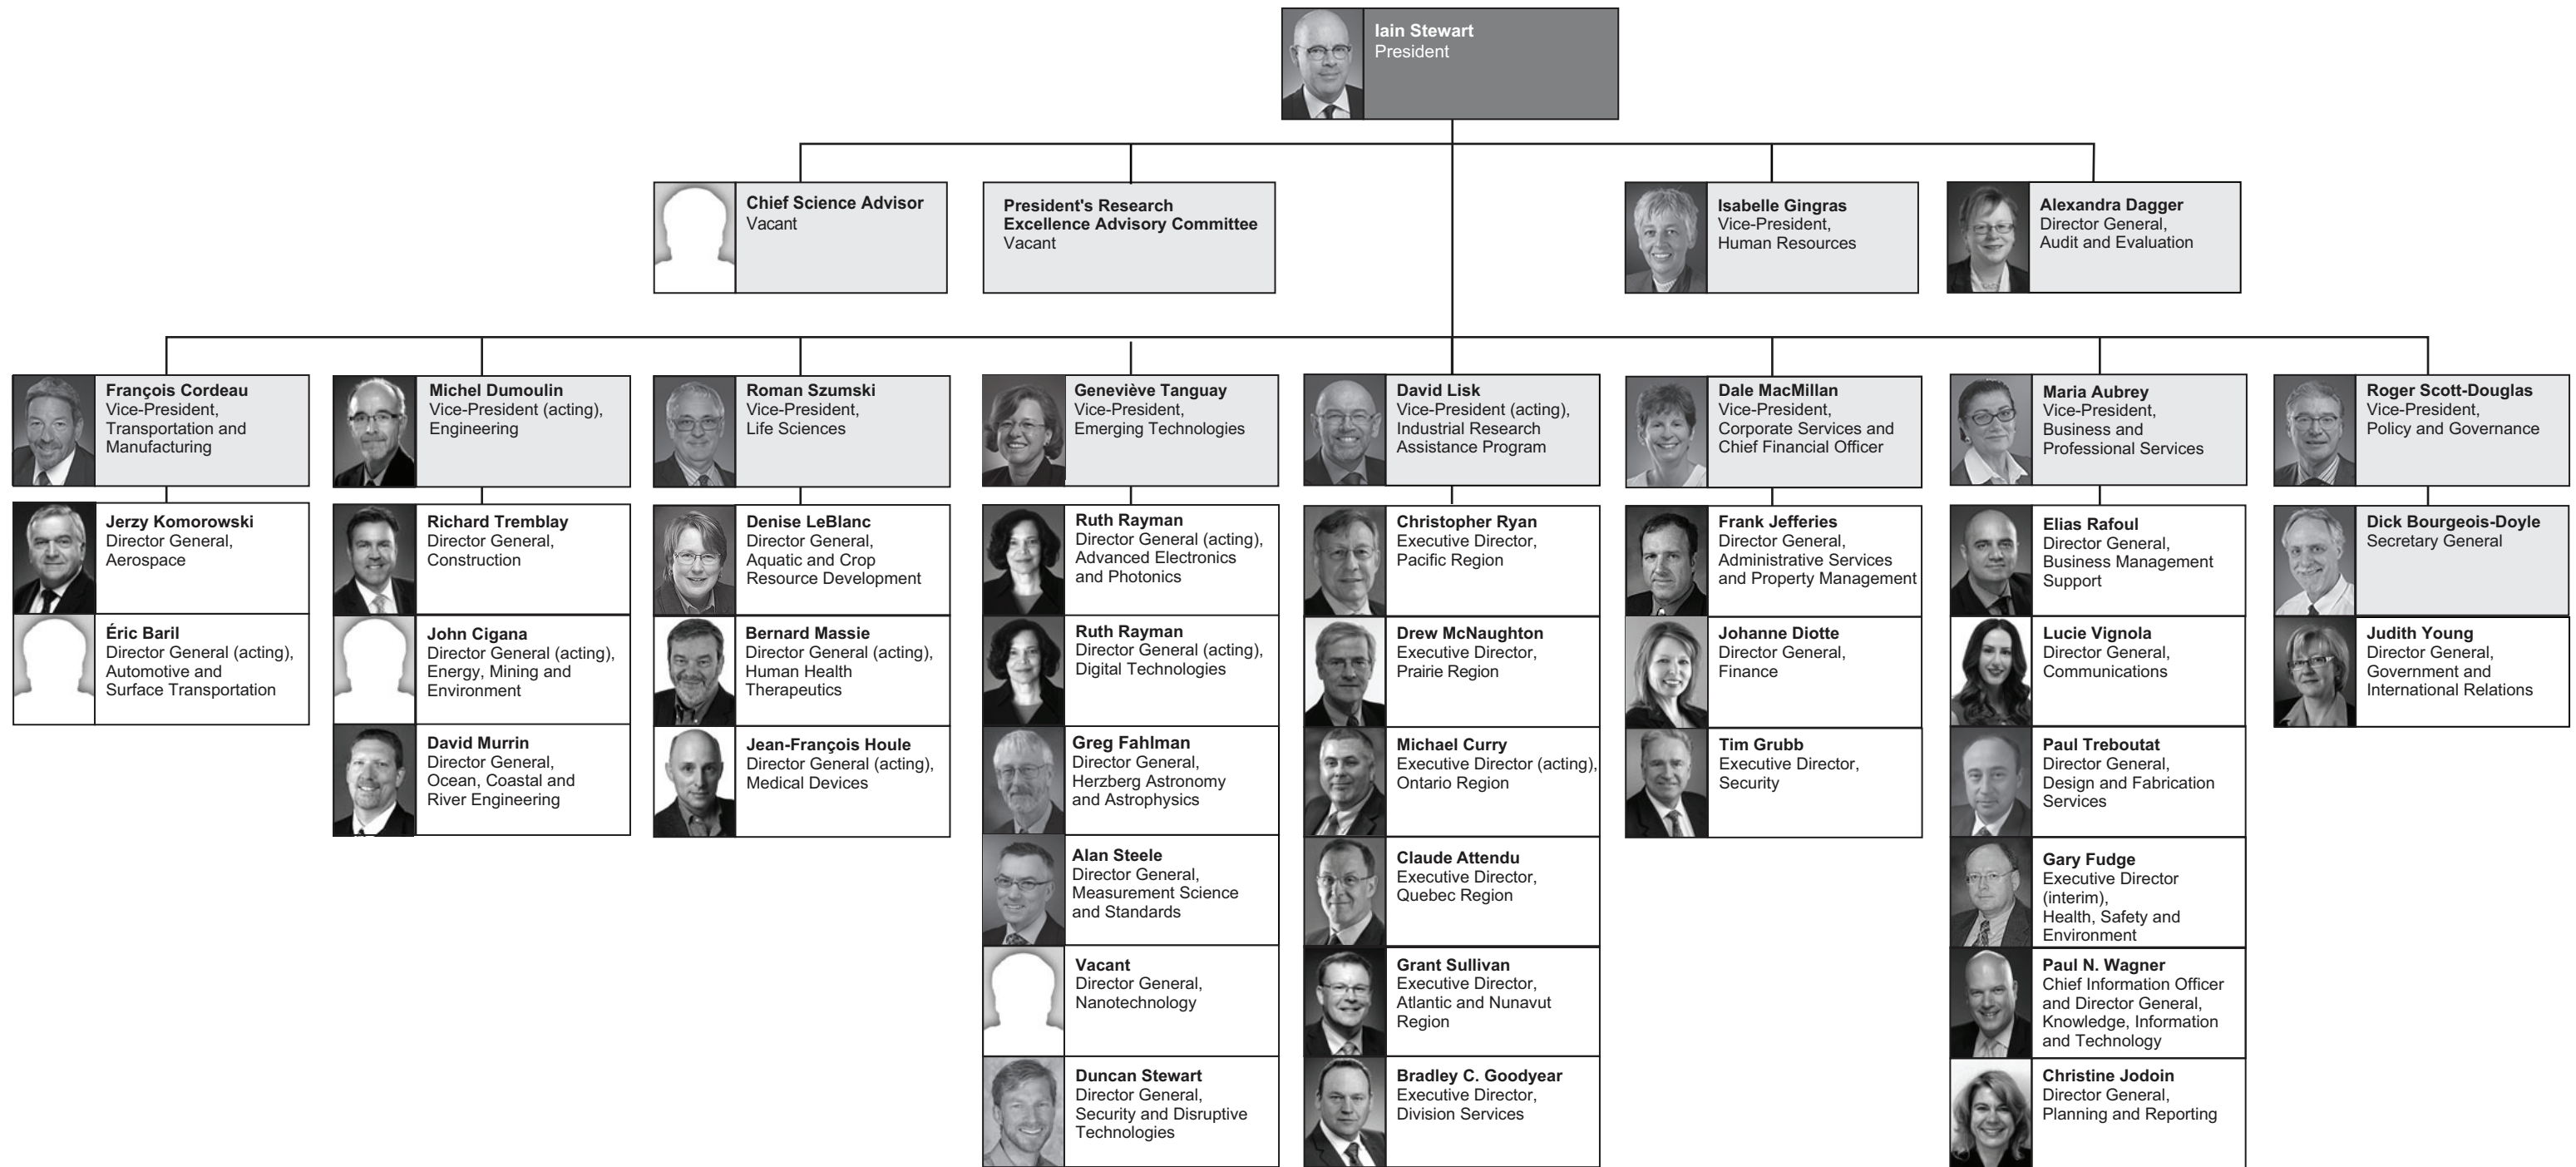 Iain Stewart
President
Chief Science Advisor
Vacant
President's Research
Excellence Advisory Committee
Vacant
Isabelle Gingras
Vice-President,
Human Resources
Alexandra Dagger
Director General,
Audit and Evaluation
François Cordeau
Vice-President,
Transportation and
Manufacturing
Jerzy Komorowski
Director General,
Aerospace
Éric Baril
Director General (acting),
Automotive and
Surface Transportation
Michel Dumoulin
Vice-President (acting),
Engineering
Richard Tremblay
Director General,
Construction
John Cigana
Director General (acting),
Energy, Mining and
Environment
David Murrin
Director General,
Ocean, Coastal and
River Engineering
Roman Szumski
Vice-President,
Life Sciences
Denise LeBlanc
Director General,
Aquatic and Crop
Resource Development
Bernard Massie
Director General (acting),
Human Health
Therapeutics
Jean-François Houle
Director General (acting),
Medical Devices
Geneviève Tanguay
Vice-President,
Emerging Technologies
Ruth Rayman
Director General (acting),
Advanced Electronics
and Photonics
Ruth Rayman
Director General (acting),
Digital Technologies
Greg Fahlman
Director General,
Herzberg Astronomy
and Astrophysics
Alan Steele
Director General,
Measurement Science
and Standards
Vacant
Director General,
Nanotechnology
Duncan Stewart
Director General,
Security and Disruptive
Technologies
David Lisk
Vice-President (acting),
Industrial Research
Assistance Program
Christopher Ryan
Executive Director,
Pacific Region
Drew McNaughton
Executive Director,
Prairie Region
Michael Curry
Executive Director (acting),
Ontario Region
Claude Attendu
Executive Director,
Quebec Region
Grant Sullivan
Executive Director,
Atlantic and Nunavut
Region
Bradley C. Goodyear
Executive Director,
Division Services
Dale MacMillan
Vice-President,
Corporate Services and
Chief Financial Officer
Frank Jefferies
Director General,
Administrative Services
and Property Management
Johanne Diotte
Director General,
Finance
Tim Grubb
Executive Director,
Security
Maria Aubrey
Vice-President,
Business and
Professional Services
Elias Rafoul
Director General,
Business Management
Support
Lucie Vignola
Director General,
Communications
Paul Treboutat
Director General,
Design and Fabrication
Services
Gary Fudge
Executive Director
(interim),
Health, Safety and
Environment
Paul N. Wagner
Chief Information Officer
and Director General,
Knowledge, Information
and Technology
Christine Jodoin
Director General,
Planning and Reporting
Roger Scott-Douglas
Vice-President,
Policy and Governance
Dick Bourgeois-Doyle
Secretary General
Judith Young
Director General,
Government and
International Relations